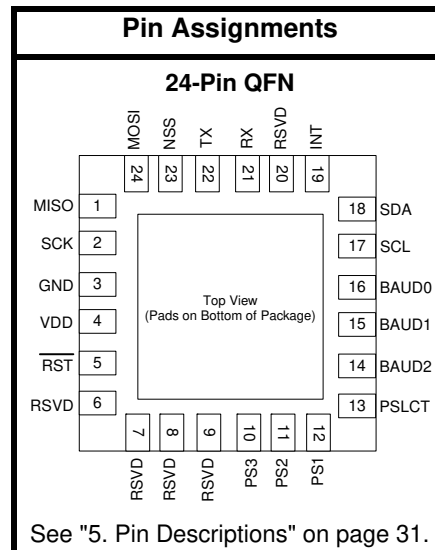 Pin Assignments
24-Pin QFN
MOSI
NSS
TX
RX
RSVD
INT
24
23
22
21
20
19
MISO 1
SCK 2
GND 3
VDD 4
RST 5
RSVD 6
Top View
(Pads on Bottom of Package)
18 SDA
17 SCL
16 BAUD0
15 BAUD1
14 BAUD2
13 PSLCT
7
8
9
10
11
12
RSVD
RSVD
RSVD
PS3
PS2
PS1
See "5. Pin Descriptions" on page 31.